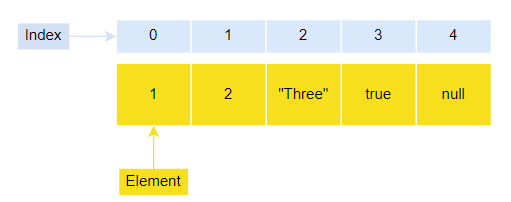 Index 0 1 2 3 4
1 2 "Three" true null
Element